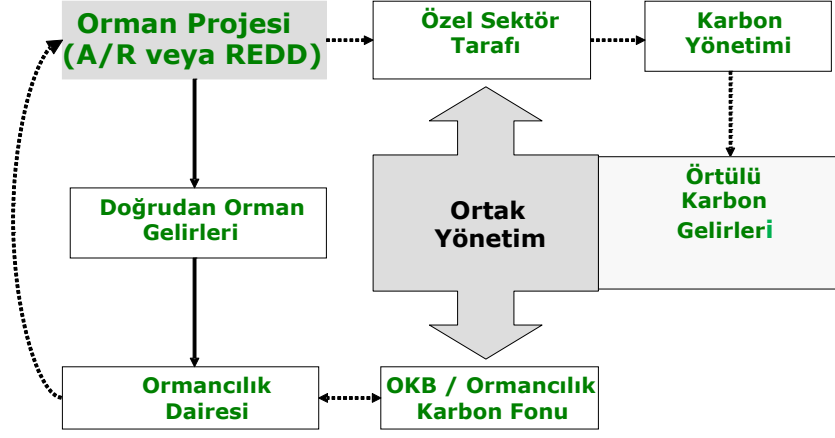 Orman Projesi
(A/R veya REDD)
Özel Sektör
Tarafı
Karbon
Yönetimi
Doğrudan Orman
Gelirleri
Ortak
Yönetim
Örtülü
Karbon
Gelirleri
Ormancılık
Dairesi
OKB / Ormancılık
Karbon Fonu